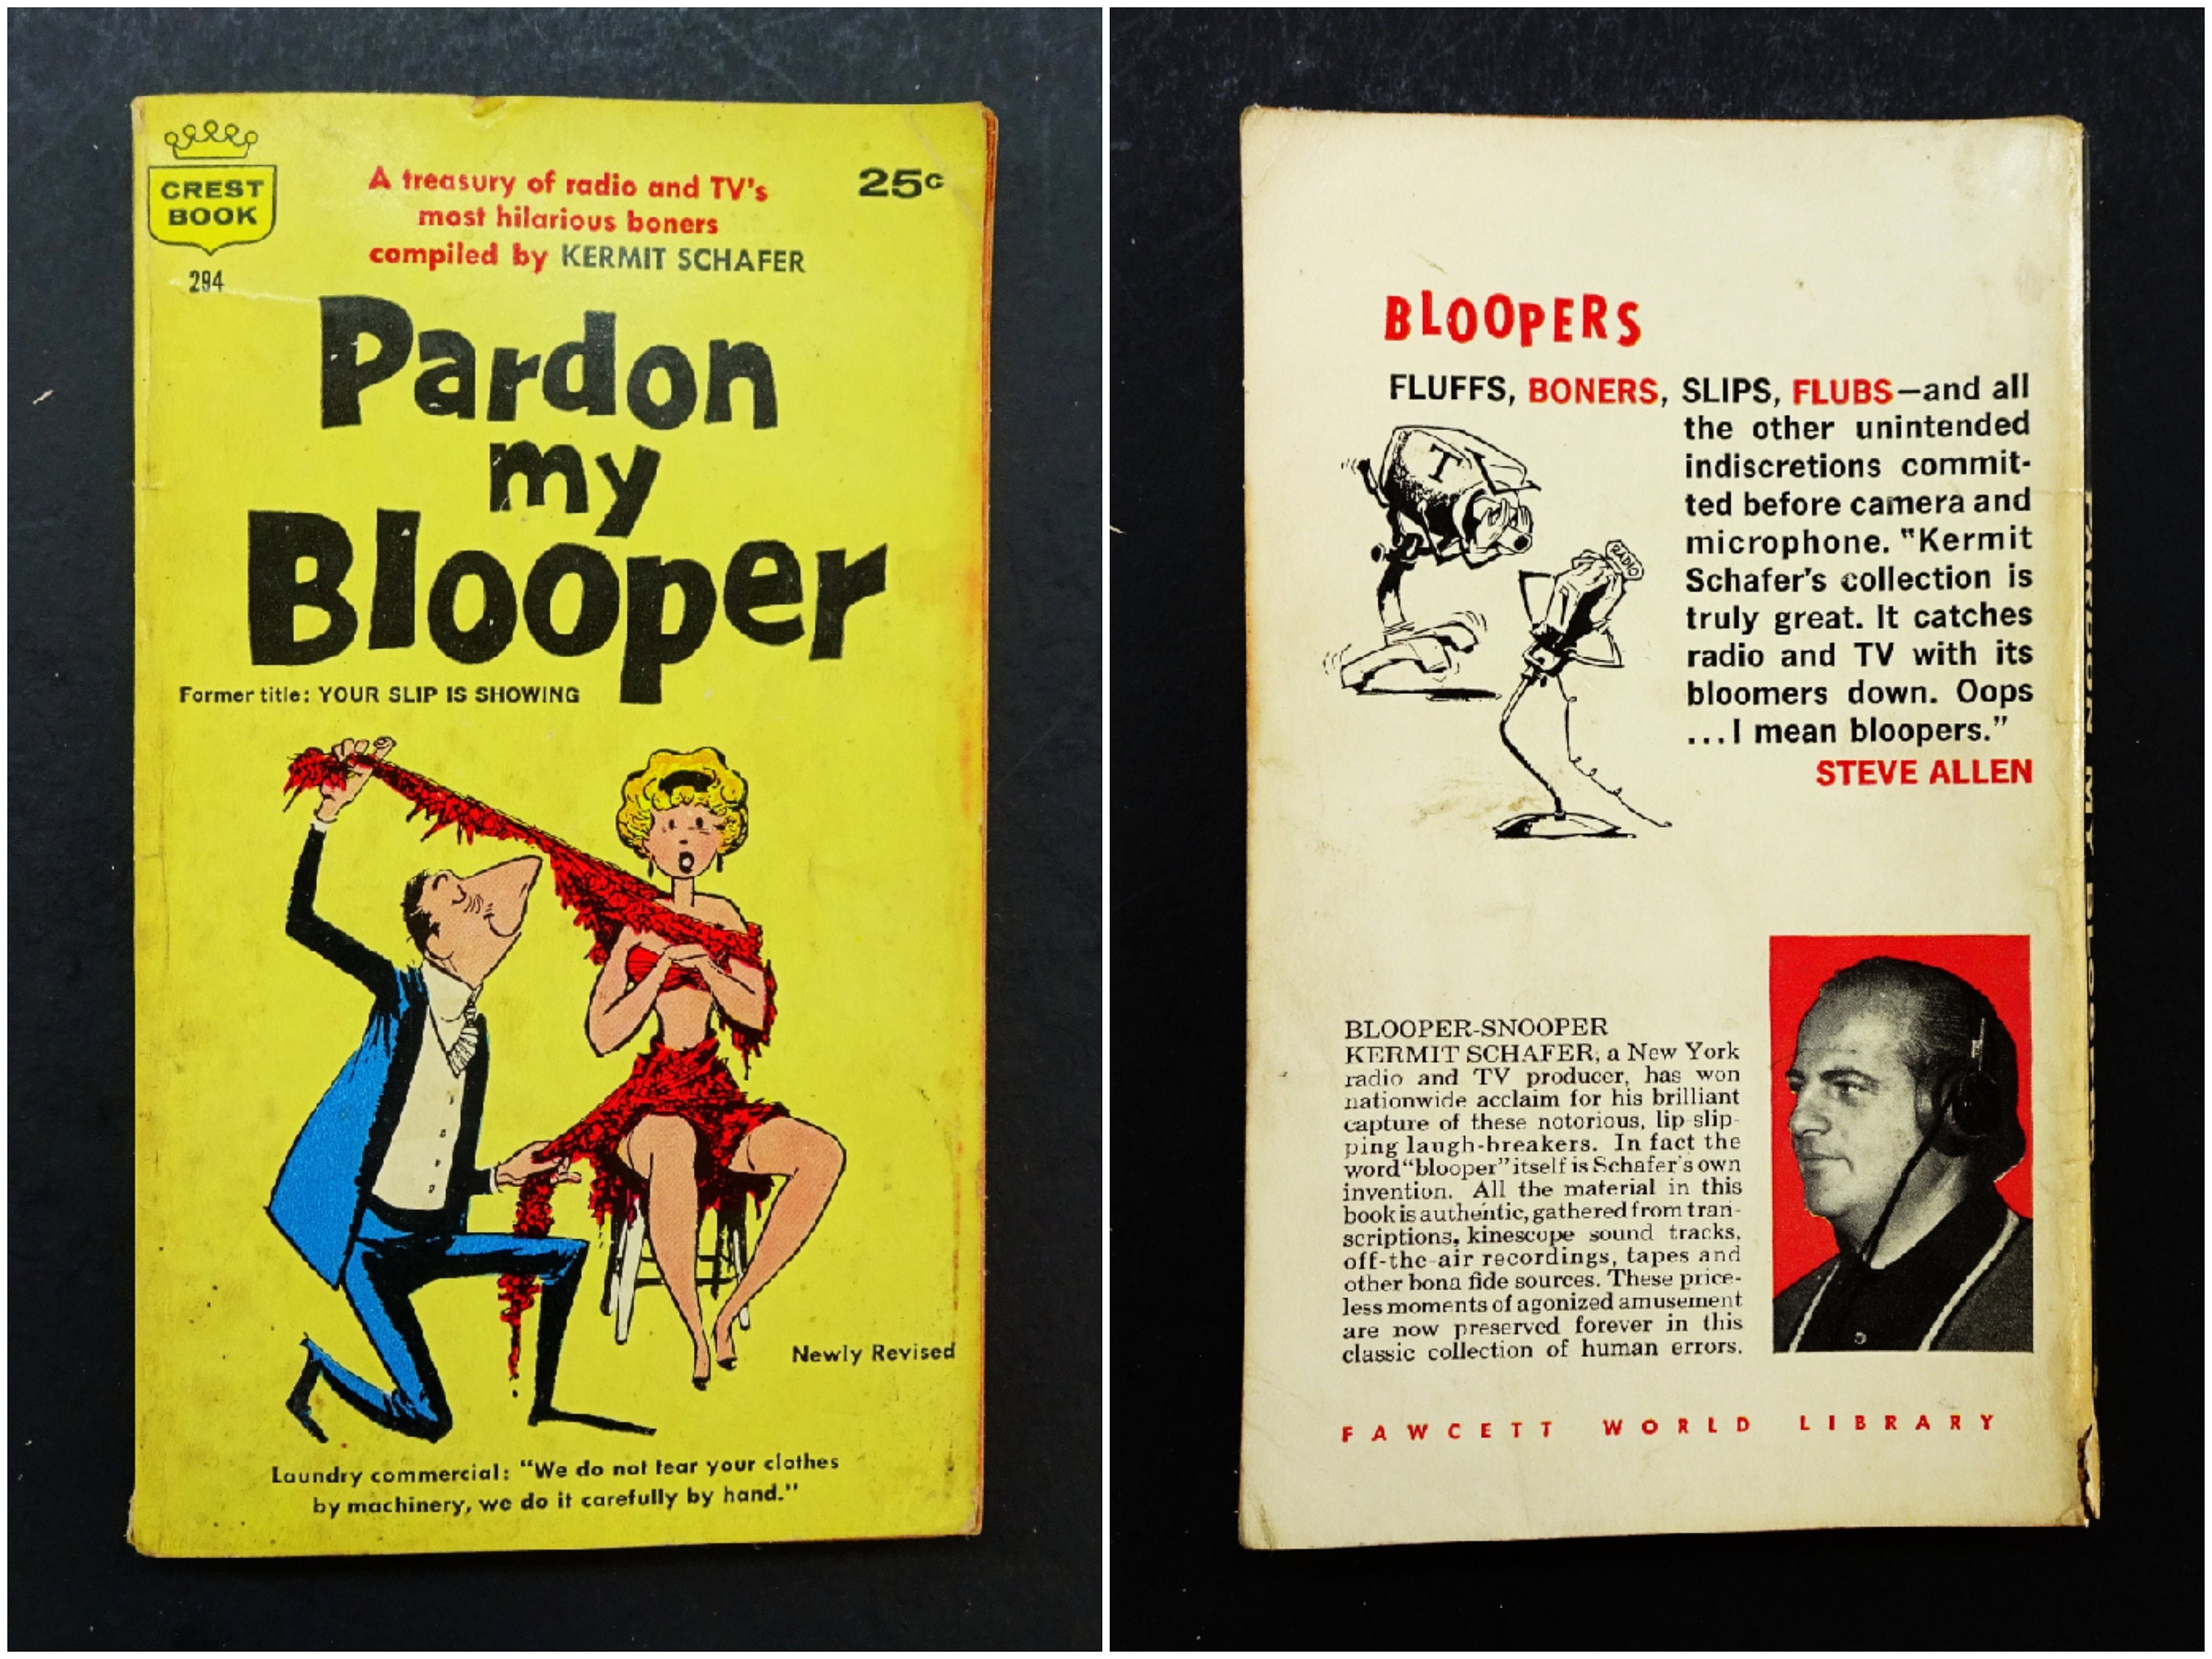 CREST
BOOK
294
A treasury of radio and TV's
most hilarious boners
compiled by KERMIT SCHAFER
25c
Pardon
my
Blooper
Former title: YOUR SLIP IS SHOWING
Newly Revised
Laundry commercial: "We do not tear your clothes
by machinery, we do it carefully by hand."
BLOOPERS
FLUFFS, BONERS, SLIPS, FLUBS—and all
the other unintended
indiscretions commit-
ted before camera and
microphone. "Kermit
Schafer's collection is
truly great. It catches
radio and TV with its
bloomers down. Oops
...I mean bloopers."
STEVE ALLEN
TV
RADIO
BLOOPER-SNOOPER
KERMIT SCHAFER, a New York
radio and TV producer, has won
nationwide acclaim for his brilliant
capture of these notorious, lip-slip-
ping laugh-breakers. In fact the
word "blooper" itself is Schafer's own
invention. All the material in this
book is authentic, gathered from tran-
scriptions, kinescope sound tracks,
off-the-air recordings, tapes and
other bona fide sources. These price-
less moments of agonized amusement
are now preserved forever in this
classic collection of human errors.
FAWCETT WORLD LIBRARY
PARDON MY BLOOPER